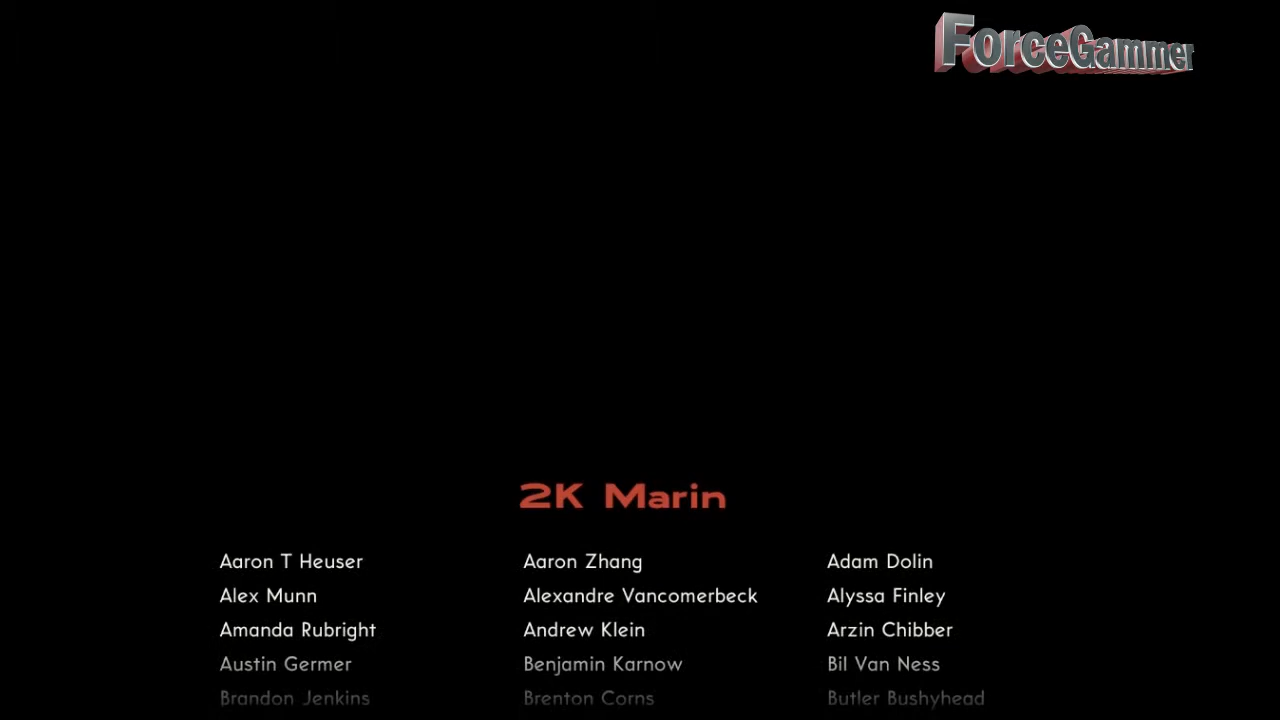 ForceGammer
2K Marin
Aaron T Heuser Aaron Zhang Adam Dolin
Alex Munn Alexandre Vancomerbeck Alyssa Finley
Amanda Rubright Andrew Klein Arzin Chibber
Austin Germer Benjamin Karnow Bil Van Ness
Brandon Jenkins Brenton Corns Butler Bushyhead